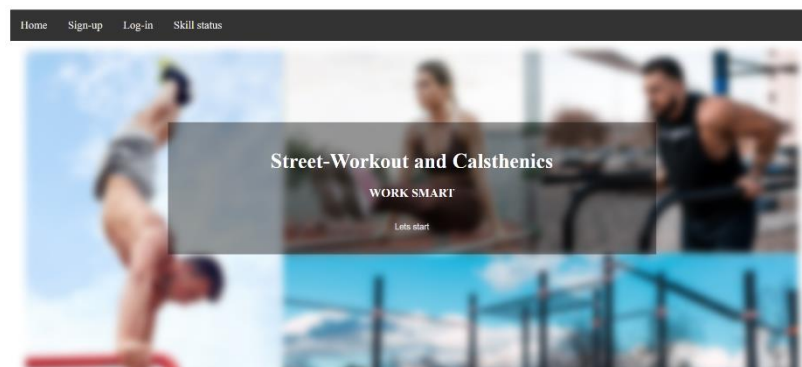 Home Sign-up Log-in Skill status
Street-Workout and Calsthenics
WORK SMART
Lets start